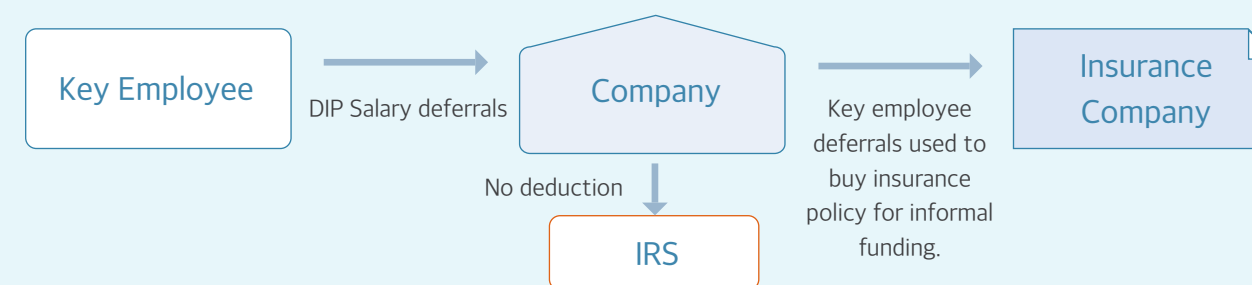 Key Employee
DIP Salary deferrals
Company
No deduction
IRS
Key employee
deferrals used to
buy insurance
policy for informal
funding.
Insurance
Company